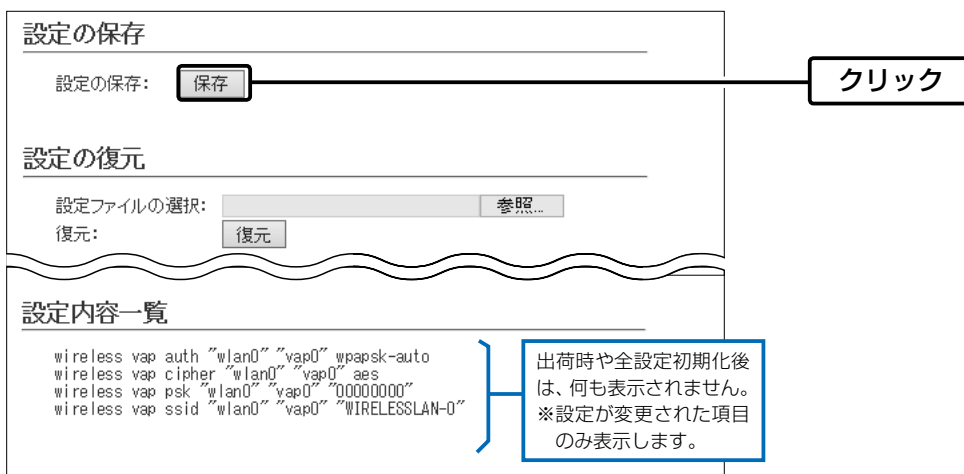 設定の保存
設定の保存: 保存
クリック
設定の復元
設定ファイルの選択: 参照...
復元: 復元
設定内容一覧
wireless vap auth "wlan0" "vap0" wpapsk-auto
wireless vap cipher "wlan0" "vap0" aes
wireless vap psk "wlan0" "vap0" "00000000"
wireless vap ssid "wlan0" "vap0" "WIRELESSLAN-0"
出荷時や全設定初期化後
は、何も表示されません。
※設定が変更された項目
のみ表示します。